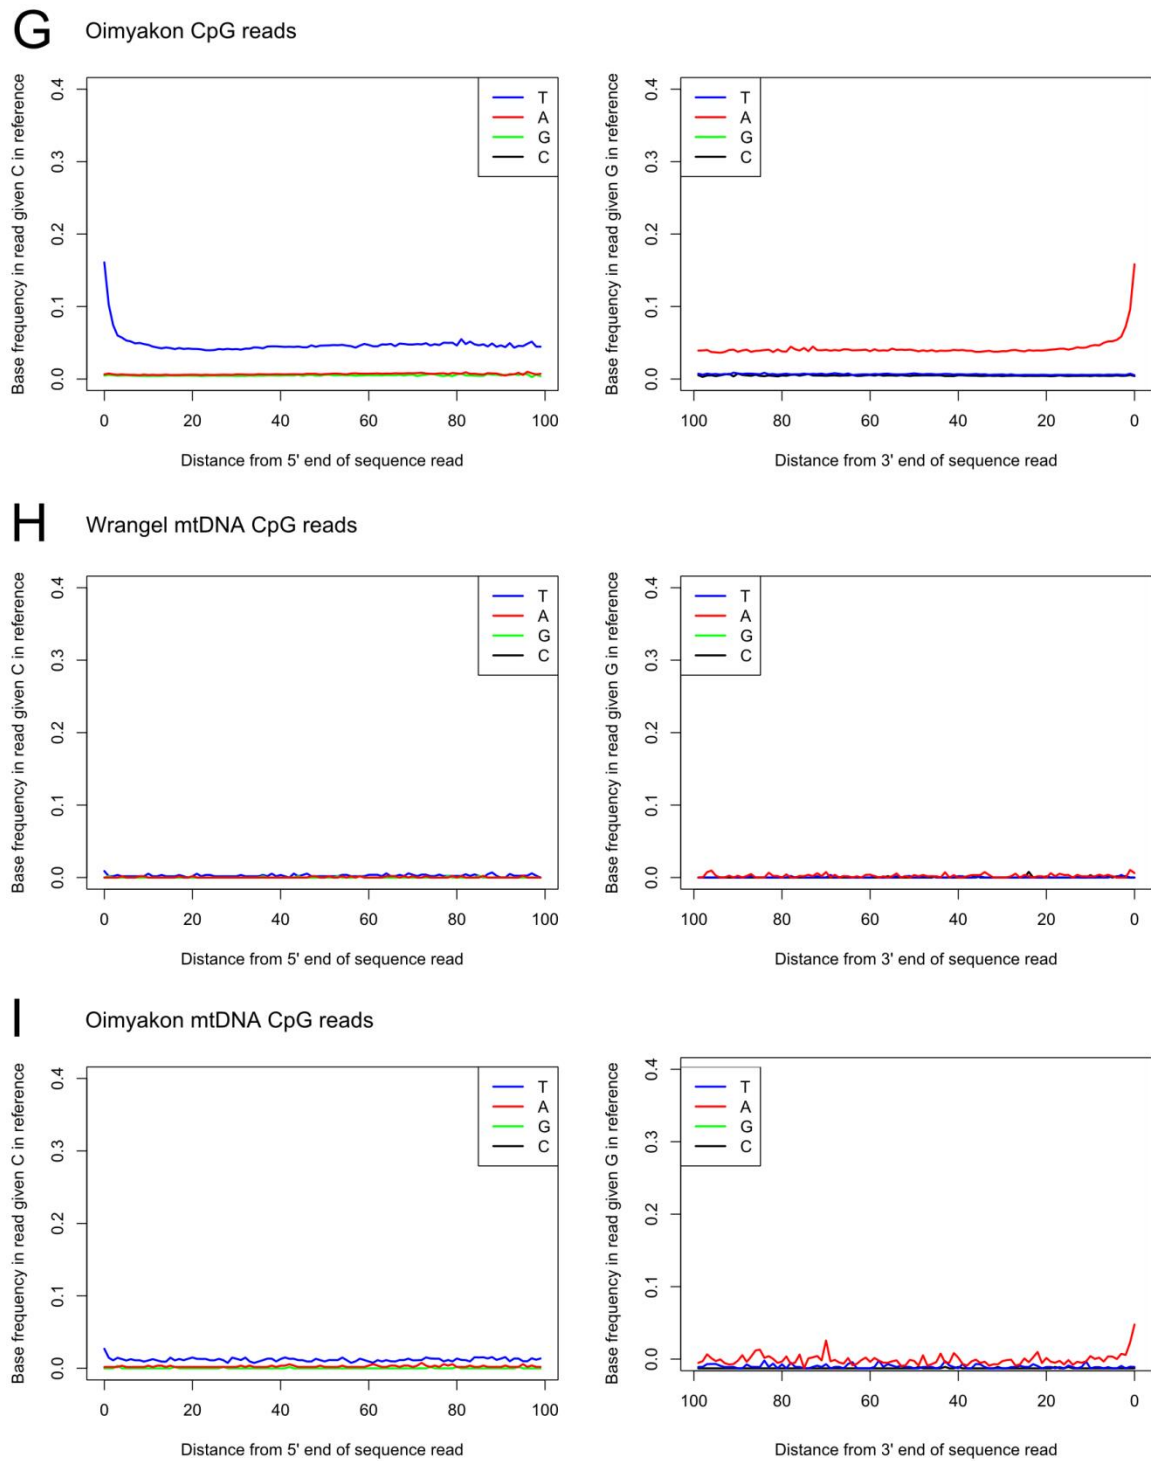 G Oimyakon CpG reads
Base frequency in read given C in reference
0.4
0.3
0.2
0.1
0.0
T
A
G
C
0 20 40 60 80 100
Distance from 5' end of sequence read
Base frequency in read given G in reference
0.4
0.3
0.2
0.1
0.0
T
A
G
C
100 80 60 40 20 0
Distance from 3' end of sequence read
H Wrangel mtDNA CpG reads
Base frequency in read given C in reference
0.4
0.3
0.2
0.1
0.0
T
A
G
C
0 20 40 60 80 100
Distance from 5' end of sequence read
Base frequency in read given G in reference
0.4
0.3
0.2
0.1
0.0
T
A
G
C
100 80 60 40 20 0
Distance from 3' end of sequence read
I Oimyakon mtDNA CpG reads
Base frequency in read given C in reference
0.4
0.3
0.2
0.1
0.0
T
A
G
C
0 20 40 60 80 100
Distance from 5' end of sequence read
Base frequency in read given G in reference
0.4
0.3
0.2
0.1
0.0
T
A
G
C
100 80 60 40 20 0
Distance from 3' end of sequence read